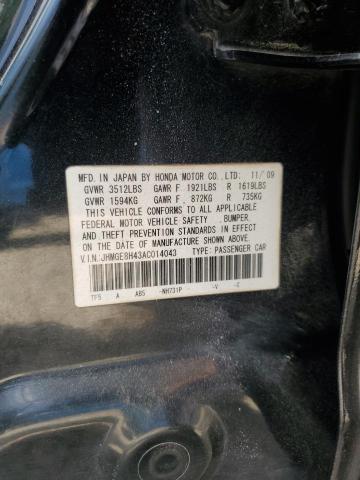 MFD. IN JAPAN BY HONDA MOTOR CO., LTD. 11/'09
GVWR 3512LBS GAWR F 1921LBS R 1619LBS
GVWR 1594KG GAWR F 872KG R 735KG
THIS VEHICLE CONFORMS TO ALL APPLICABLE
FEDERAL MOTOR VEHICLE SAFETY, BUMPER,
AND THEFT PREVENTION STANDARDS IN EFFECT ON THE DATE
OF MANUFACTURE SHOWN ABOVE.
V.I.N:JHMGE8H43AC014043 TYPE:PASSENGER CAR
TF5 A AB5 -NH731P -V -C